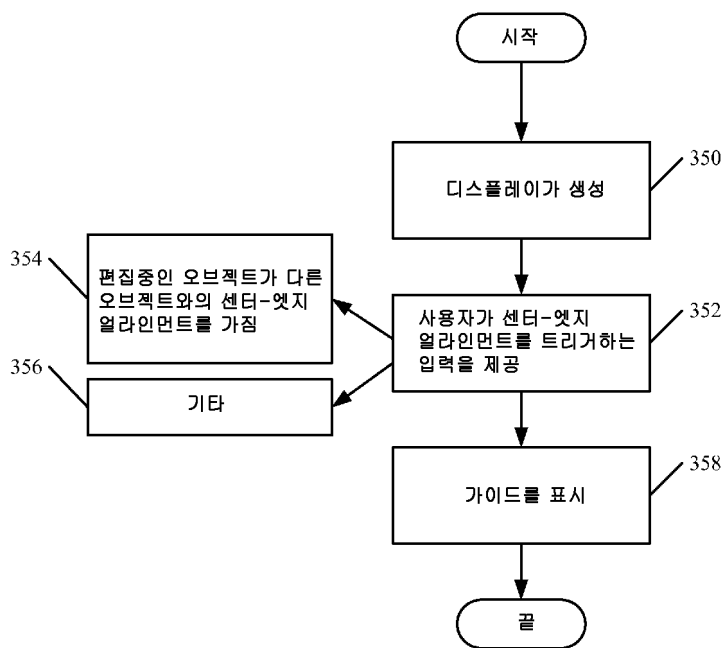 시작
350
디스플레이가 생성
354
편집중인 오브젝트가 다른
오브젝트와의 센터-엣지
얼라인먼트를 가짐
352
사용자가 센터-엣지
얼라인먼트를 트리거하는
입력을 제공
356
기타
358
가이드를 표시
끝